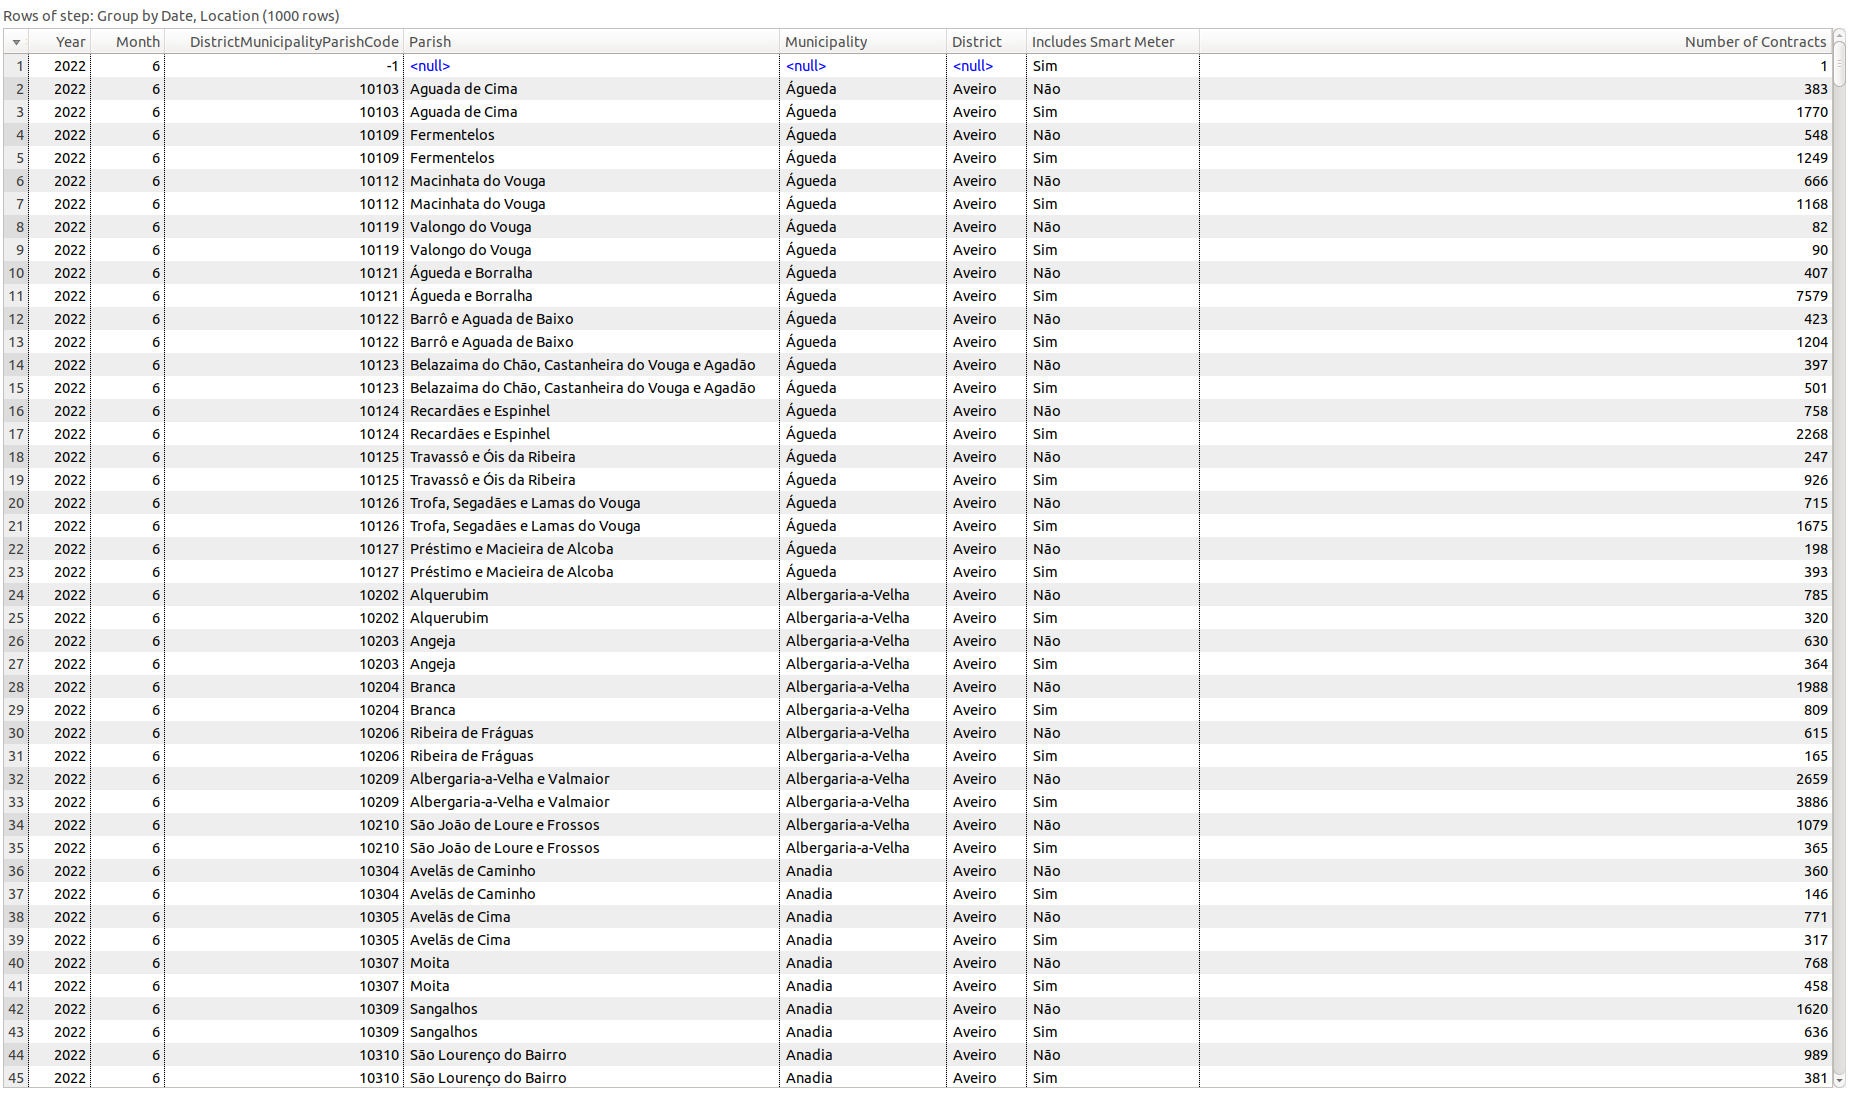 Rows of step: Group by Date, Location (1000 rows)
Year Month DistrictMunicipalityParishCode Parish Municipality District Includes Smart Meter Number of Contracts
1 2022 6 -1 <null> <null> <null> Sim 1
2 2022 6 10103 Aguada de Cima Águeda Aveiro Não 383
3 2022 6 10103 Aguada de Cima Águeda Aveiro Sim 1770
4 2022 6 10109 Fermentelos Águeda Aveiro Não 548
5 2022 6 10109 Fermentelos Águeda Aveiro Sim 1249
6 2022 6 10112 Macinhata do Vouga Águeda Aveiro Não 666
7 2022 6 10112 Macinhata do Vouga Águeda Aveiro Sim 1168
8 2022 6 10119 Valongo do Vouga Águeda Aveiro Não 82
9 2022 6 10119 Valongo do Vouga Águeda Aveiro Sim 90
10 2022 6 10121 Águeda e Borralha Águeda Aveiro Não 407
11 2022 6 10121 Águeda e Borralha Águeda Aveiro Sim 7579
12 2022 6 10122 Barrô e Aguada de Baixo Águeda Aveiro Não 423
13 2022 6 10122 Barrô e Aguada de Baixo Águeda Aveiro Sim 1204
14 2022 6 10123 Belazaima do Chão, Castanheira do Vouga e Agadão Águeda Aveiro Não 397
15 2022 6 10123 Belazaima do Chão, Castanheira do Vouga e Agadão Águeda Aveiro Sim 501
16 2022 6 10124 Recardães e Espinhel Águeda Aveiro Não 758
17 2022 6 10124 Recardães e Espinhel Águeda Aveiro Sim 2268
18 2022 6 10125 Travassô e Óis da Ribeira Águeda Aveiro Não 247
19 2022 6 10125 Travassô e Óis da Ribeira Águeda Aveiro Sim 926
20 2022 6 10126 Trofa, Segadães e Lamas do Vouga Águeda Aveiro Não 715
21 2022 6 10126 Trofa, Segadães e Lamas do Vouga Águeda Aveiro Sim 1675
22 2022 6 10127 Préstimo e Macieira de Alcoba Águeda Aveiro Não 198
23 2022 6 10127 Préstimo e Macieira de Alcoba Águeda Aveiro Sim 393
24 2022 6 10202 Alquerubim Albergaria-a-Velha Aveiro Não 785
25 2022 6 10202 Alquerubim Albergaria-a-Velha Aveiro Sim 320
26 2022 6 10203 Angeja Albergaria-a-Velha Aveiro Não 630
27 2022 6 10203 Angeja Albergaria-a-Velha Aveiro Sim 364
28 2022 6 10204 Branca Albergaria-a-Velha Aveiro Não 1988
29 2022 6 10204 Branca Albergaria-a-Velha Aveiro Sim 809
30 2022 6 10206 Ribeira de Fráguas Albergaria-a-Velha Aveiro Não 615
31 2022 6 10206 Ribeira de Fráguas Albergaria-a-Velha Aveiro Sim 165
32 2022 6 10209 Albergaria-a-Velha e Valmaior Albergaria-a-Velha Aveiro Não 2659
33 2022 6 10209 Albergaria-a-Velha e Valmaior Albergaria-a-Velha Aveiro Sim 3886
34 2022 6 10210 São João de Loure e Frossos Albergaria-a-Velha Aveiro Não 1079
35 2022 6 10210 São João de Loure e Frossos Albergaria-a-Velha Aveiro Sim 365
36 2022 6 10304 Avelãs de Caminho Anadia Aveiro Não 360
37 2022 6 10304 Avelãs de Caminho Anadia Aveiro Sim 146
38 2022 6 10305 Avelãs de Cima Anadia Aveiro Não 771
39 2022 6 10305 Avelãs de Cima Anadia Aveiro Sim 317
40 2022 6 10307 Moita Anadia Aveiro Não 768
41 2022 6 10307 Moita Anadia Aveiro Sim 458
42 2022 6 10309 Sangalhos Anadia Aveiro Não 1620
43 2022 6 10309 Sangalhos Anadia Aveiro Sim 636
44 2022 6 10310 São Lourenço do Bairro Anadia Aveiro Não 989
45 2022 6 10310 São Lourenço do Bairro Anadia Aveiro Sim 381